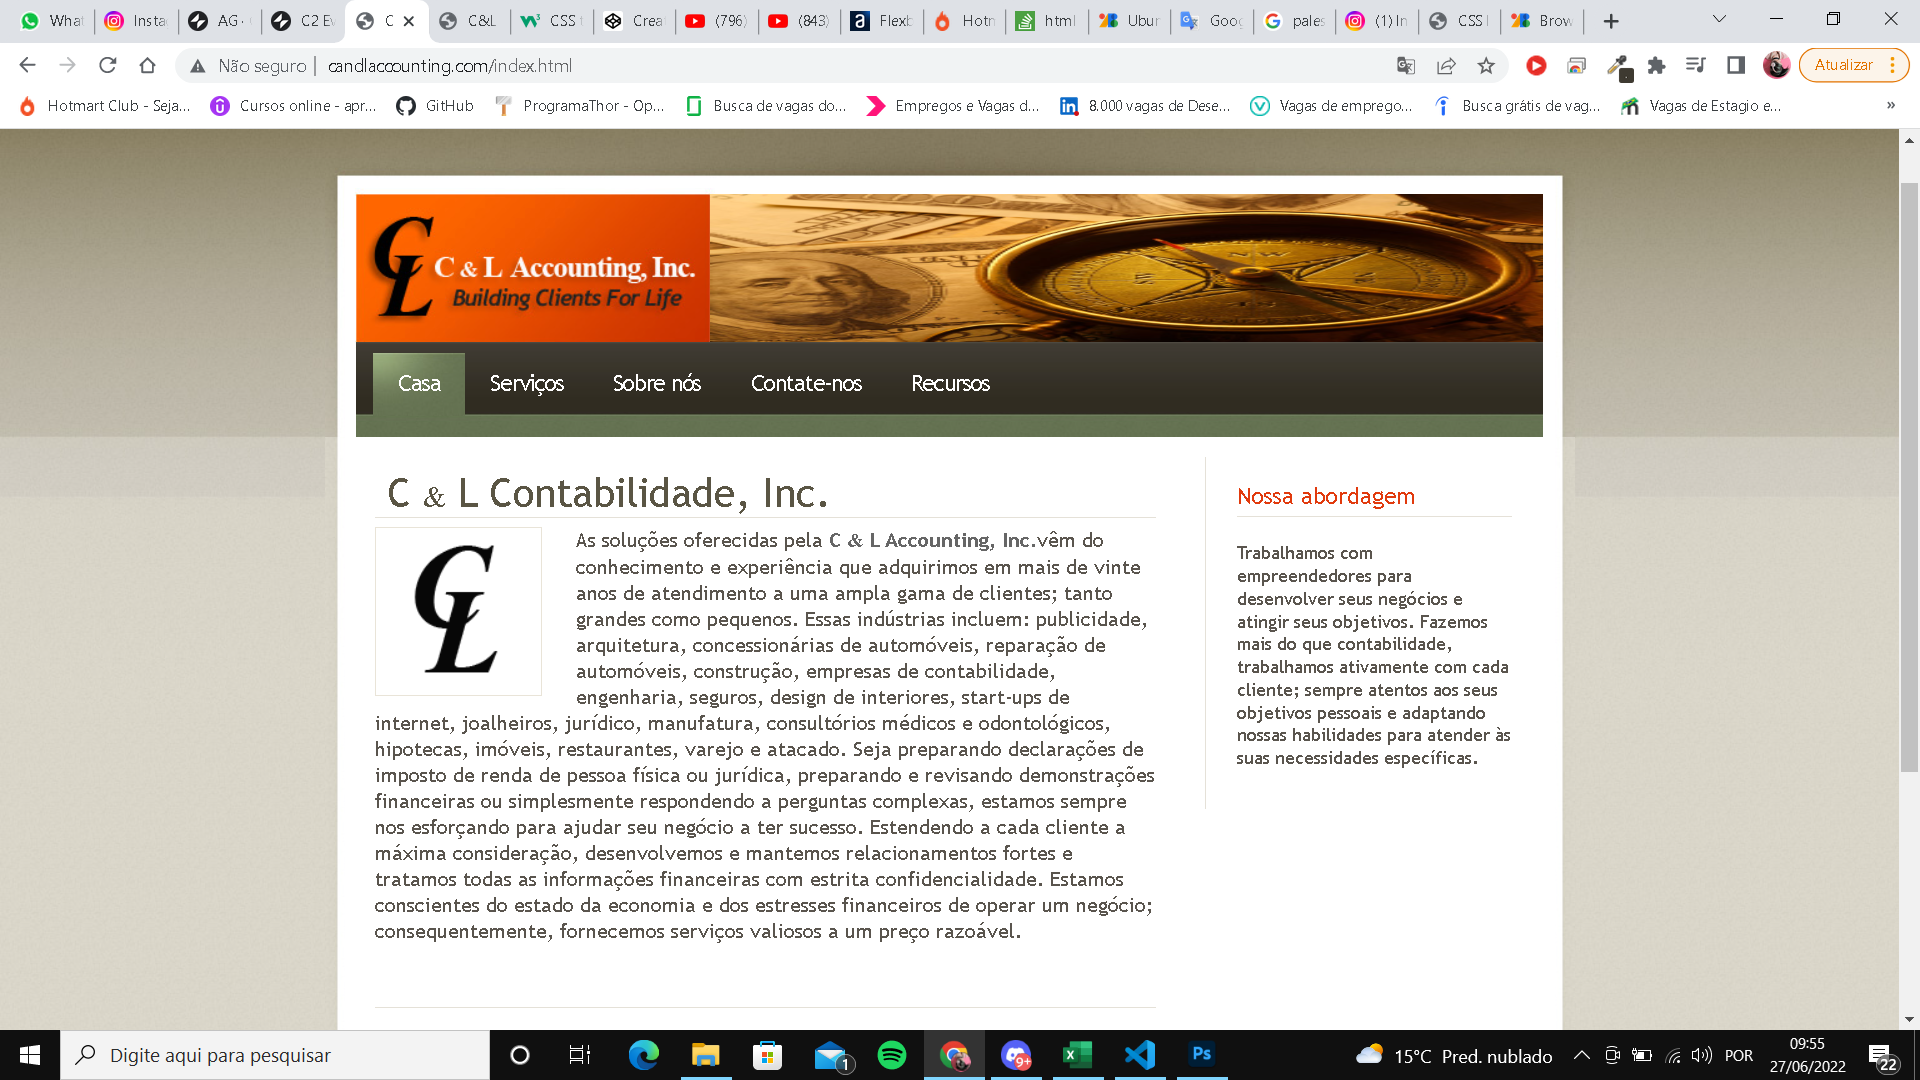 What
Insta
AG -
C2 Ev
C
C&L
CSS
Creat
(796)
(843)
Flexb
Hotm
html
Ubur
Goog
pales
(1) In
CSS
Brow
Não seguro
candlaccounting.com/index.html
Atualizar
Hotmart Club - Seja...
Cursos online - apr...
GitHub
ProgramaThor - Op...
Busca de vagas do...
Empregos e Vagas d...
8.000 vagas de Dese...
Vagas de emprego...
Busca grátis de vag...
Vagas de Estagio e...
»
CL
C & L Accounting, Inc.
Building Clients For Life
Casa
Serviços
Sobre nós
Contate-nos
Recursos
C & L Contabilidade, Inc.
CL
As soluções oferecidas pela C & L Accounting, Inc.vêm do
conhecimento e experiência que adquirimos em mais de vinte
anos de atendimento a uma ampla gama de clientes; tanto
grandes como pequenos. Essas indústrias incluem: publicidade,
arquitetura, concessionárias de automóveis, reparação de
automóveis, construção, empresas de contabilidade,
engenharia, seguros, design de interiores, start-ups de
internet, joalheiros, jurídico, manufatura, consultórios médicos e odontológicos,
hipotecas, imóveis, restaurantes, varejo e atacado. Seja preparando declarações de
imposto de renda de pessoa física ou jurídica, preparando e revisando demonstrações
financeiras ou simplesmente respondendo a perguntas complexas, estamos sempre
nos esforçando para ajudar seu negócio a ter sucesso. Estendendo a cada cliente a
máxima consideração, desenvolvemos e mantemos relacionamentos fortes e
tratamos todas as informações financeiras com estrita confidencialidade. Estamos
conscientes do estado da economia e dos estresses financeiros de operar um negócio;
consequentemente, fornecemos serviços valiosos a um preço razoável.
Nossa abordagem
Trabalhamos com
empreendedores para
desenvolver seus negócios e
atingir seus objetivos. Fazemos
mais do que contabilidade,
trabalhamos ativamente com cada
cliente; sempre atentos aos seus
objetivos pessoais e adaptando
nossas habilidades para atender às
suas necessidades específicas.
Digite aqui para pesquisar
1
9+
Ps
15°C Pred. nublado
POR
09:55
27/06/2022
22